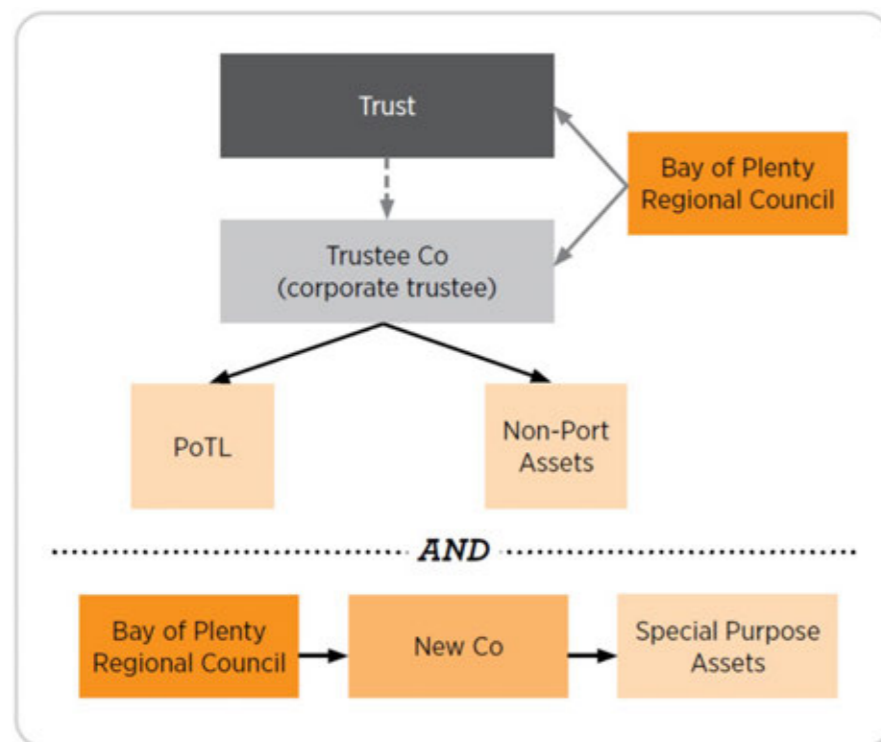 Trust
Bay of Plenty
Regional Council
Trustee Co
(corporate trustee)
PoTL
Non-Port
Assets
AND
Bay of Plenty
Regional Council
New Co
Special Purpose
Assets